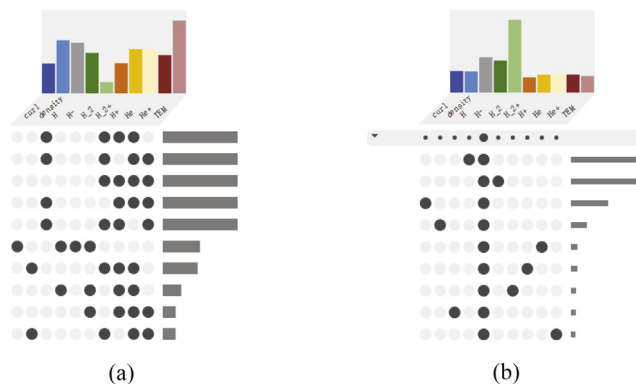 curl
density
H
H-
H_2
H_2+
H+
He
He+
TEM
curl
density
H
H-
H_2
H_2+
H+
He
He+
TEM
(a)
(b)